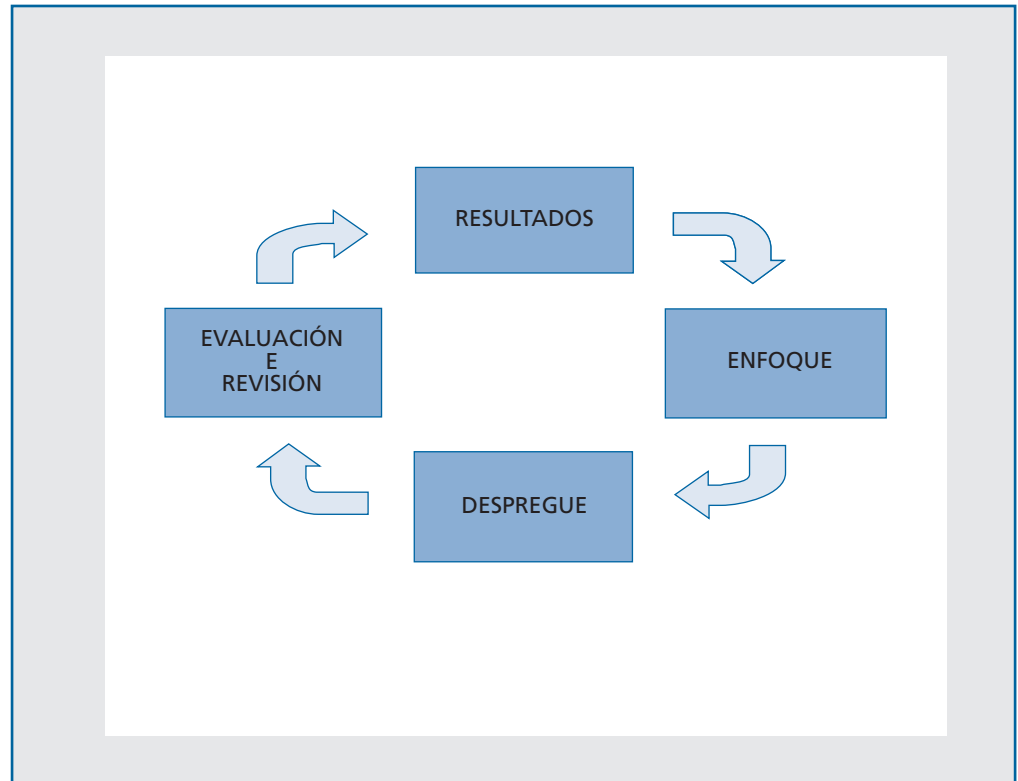 RESULTADOS
ENFOQUE
DESPREGUE
EVALUACIÓN
E
REVISIÓN